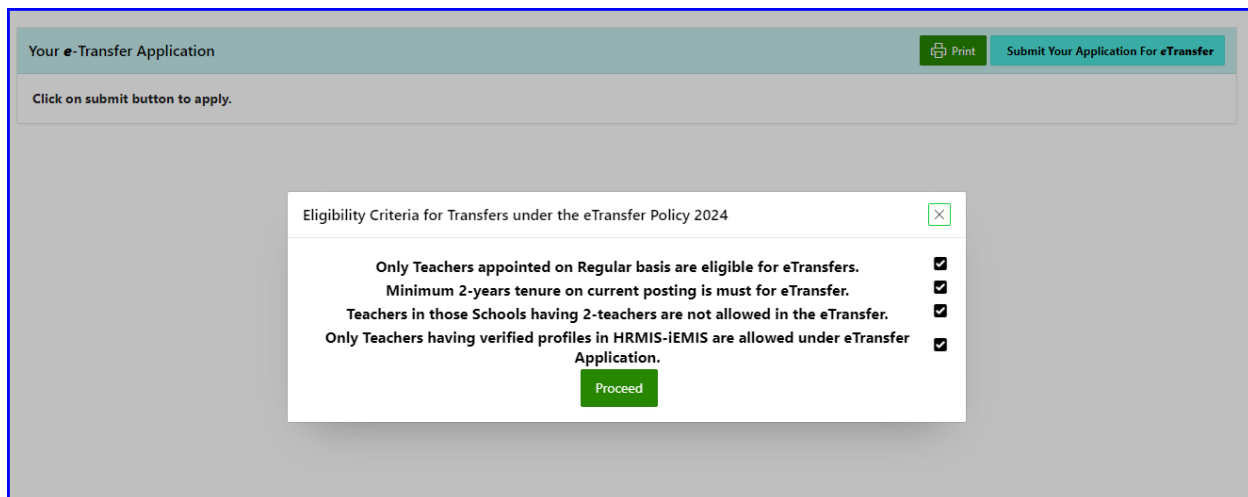 Your e-Transfer Application
Print
Submit Your Application For eTransfer
Click on submit button to apply.
Eligibility Criteria for Transfers under the eTransfer Policy 2024
Only Teachers appointed on Regular basis are eligible for eTransfers.
Minimum 2-years tenure on current posting is must for eTransfer.
Teachers in those Schools having 2-teachers are not allowed in the eTransfer.
Only Teachers having verified profiles in HRMIS-iEMIS are allowed under eTransfer
Application.
Proceed